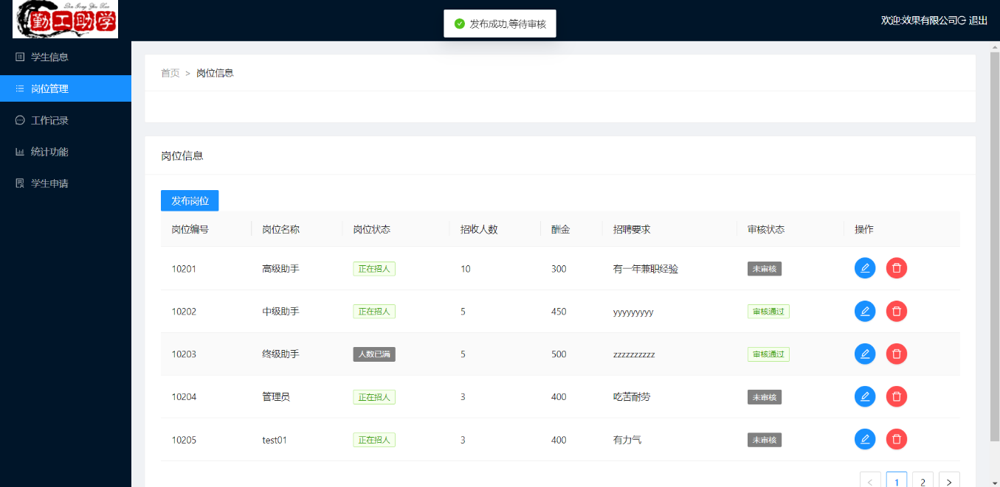 Qin Gong Zhu Xue
勤工助学
发布成功,等待审核
欢迎:效果有限公司 退出
学生信息
岗位管理
工作记录
统计功能
学生申请
首页 > 岗位信息
岗位信息
发布岗位
岗位编号 岗位名称 岗位状态 招收人数 酬金 招聘要求 审核状态 操作
10201 高级助手 正在招人 10 300 有一年兼职经验 未审核
10202 中级助手 正在招人 5 450 yyyyyyyyy 审核通过
10203 终级助手 人数已满 5 500 zzzzzzzzzz 审核通过
10204 管理员 正在招人 3 400 吃苦耐劳 未审核
10205 test01 正在招人 3 400 有力气 未审核
< 1 2 >